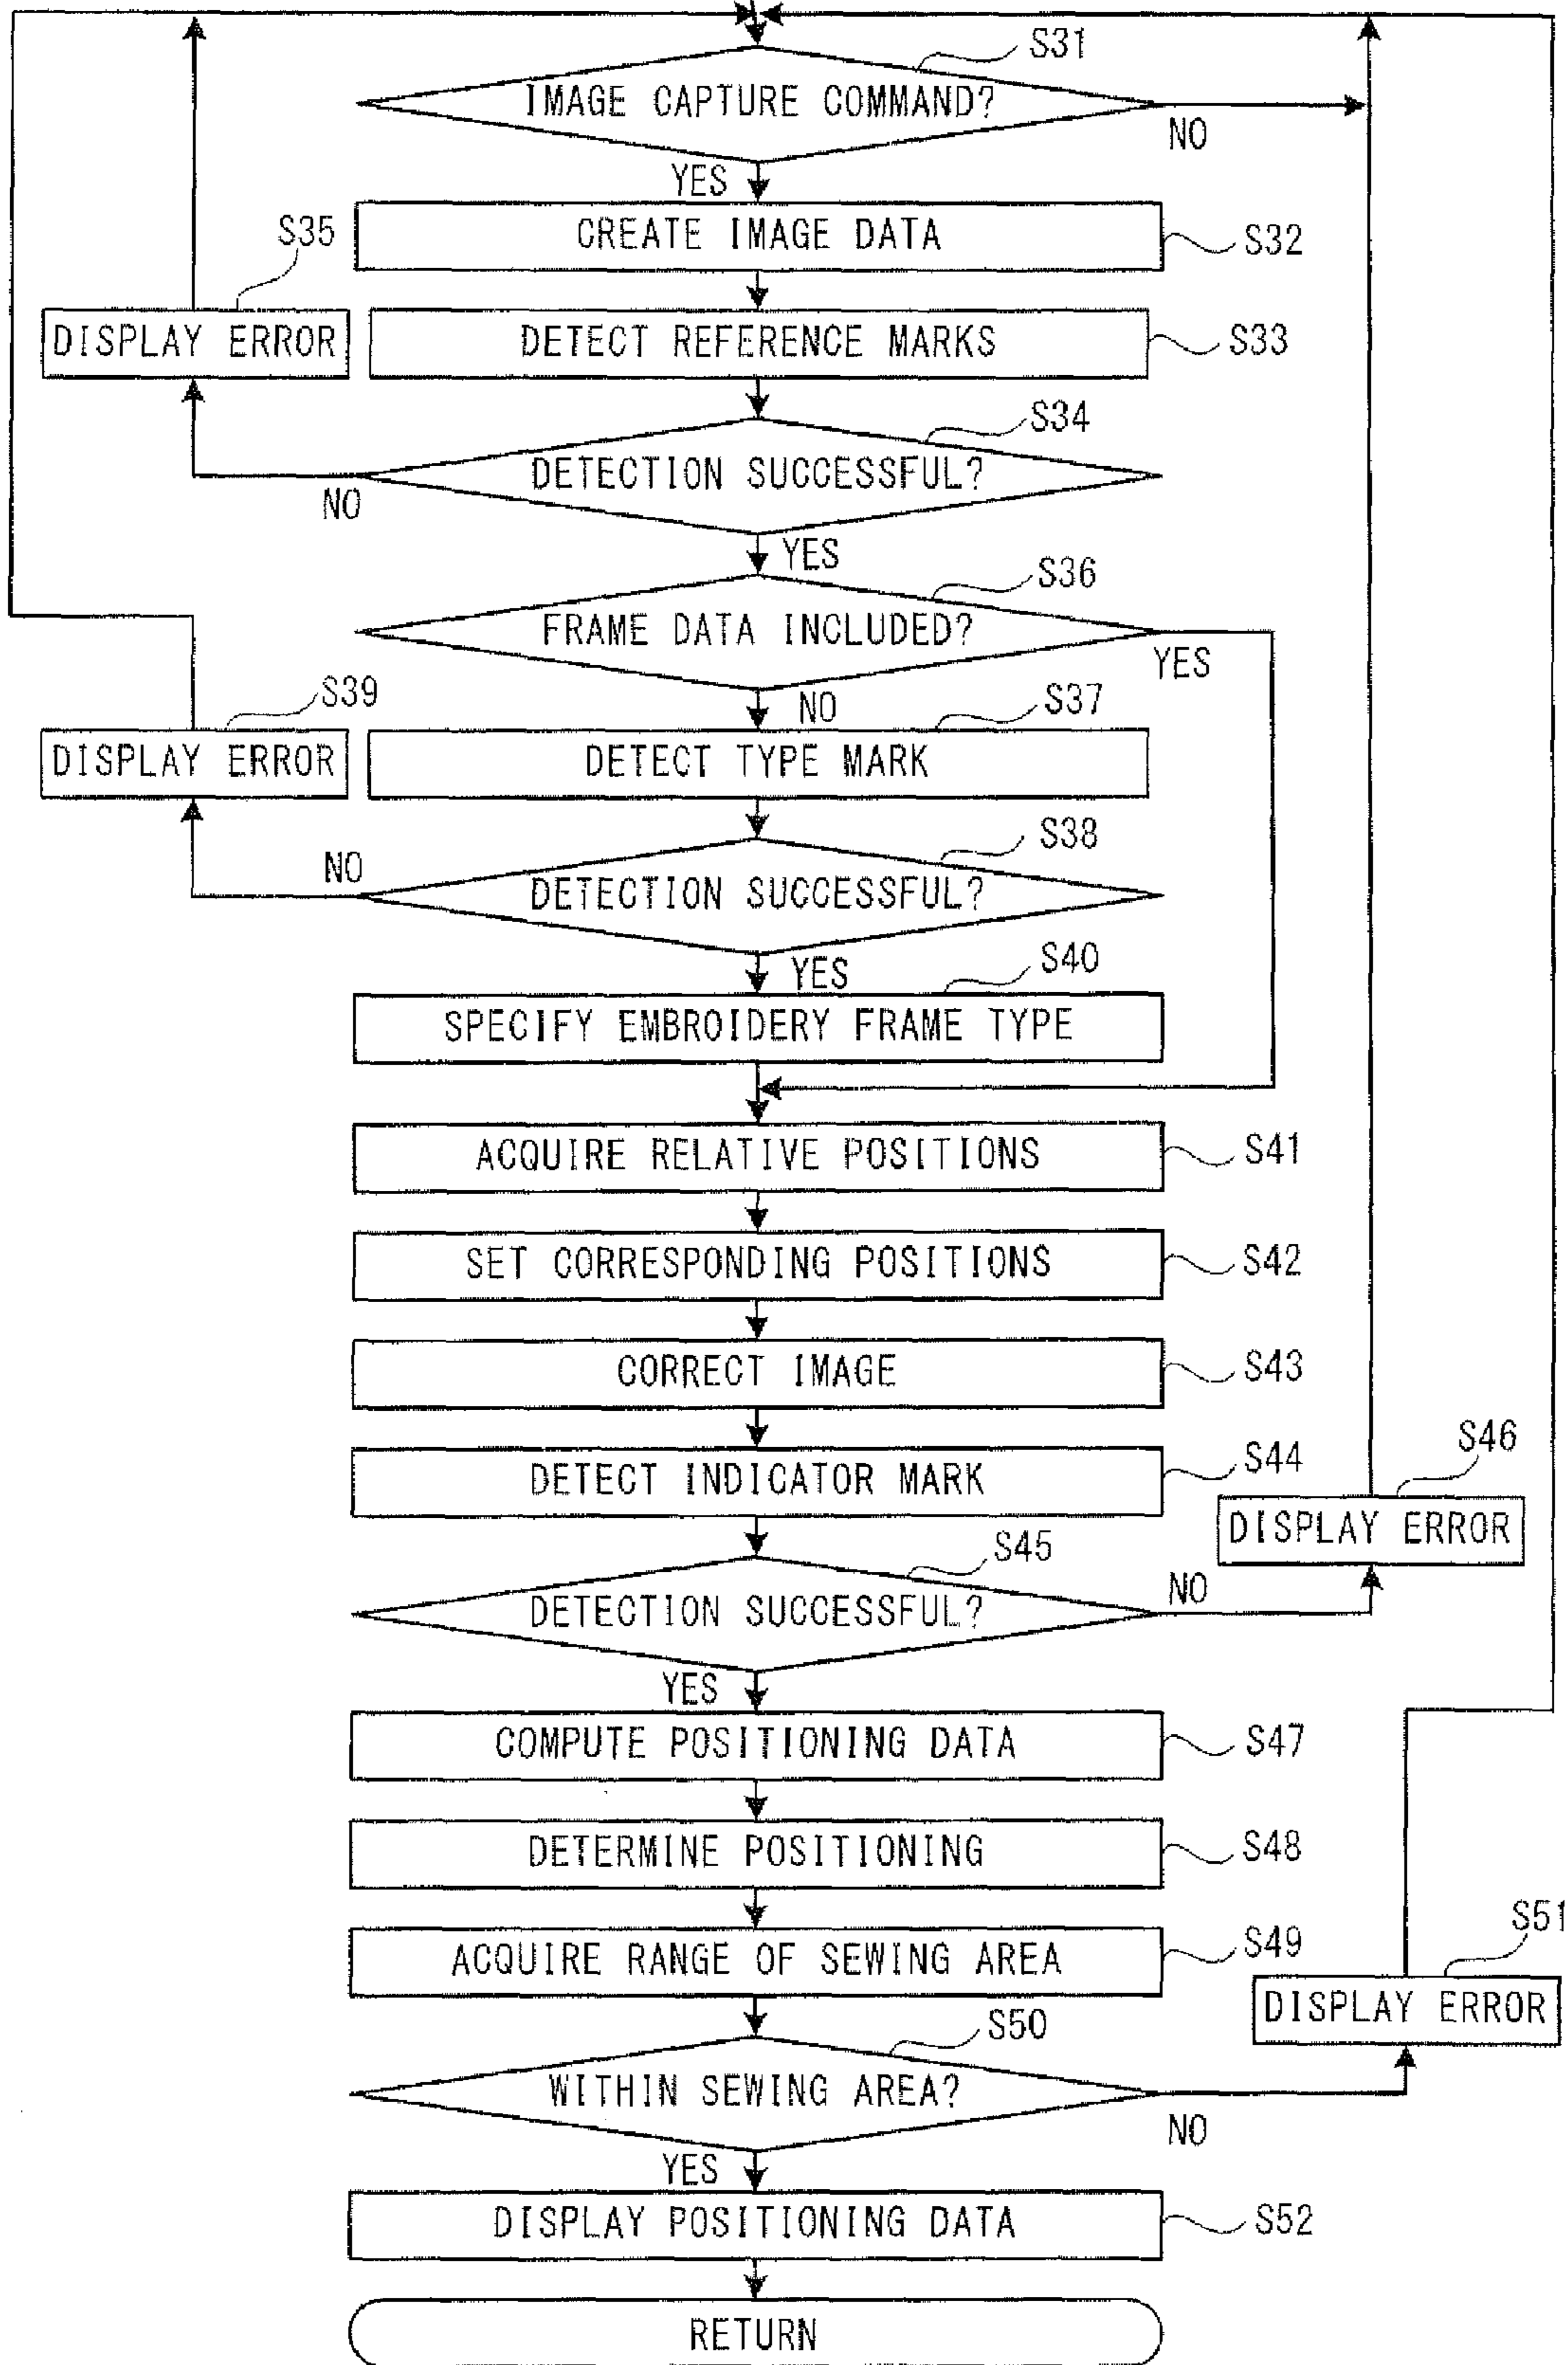 S31
IMAGE CAPTURE COMMAND?
NO
YES
CREATE IMAGE DATA
S32
S35
DISPLAY ERROR
DETECT REFERENCE MARKS
S33
S34
DETECTION SUCCESSFUL?
NO
YES
S36
FRAME DATA INCLUDED?
YES
NO
S37
S39
DISPLAY ERROR
DETECT TYPE MARK
S38
NO
DETECTION SUCCESSFUL?
YES
S40
SPECIFY EMBROIDERY FRAME TYPE
ACQUIRE RELATIVE POSITIONS
S41
SET CORRESPONDING POSITIONS
S42
CORRECT IMAGE
S43
DETECT INDICATOR MARK
S44
S46
DISPLAY ERROR
S45
DETECTION SUCCESSFUL?
NO
YES
COMPUTE POSITIONING DATA
S47
DETERMINE POSITIONING
S48
ACQUIRE RANGE OF SEWING AREA
S49
S51
DISPLAY ERROR
S50
WITHIN SEWING AREA?
NO
YES
DISPLAY POSITIONING DATA
S52
RETURN